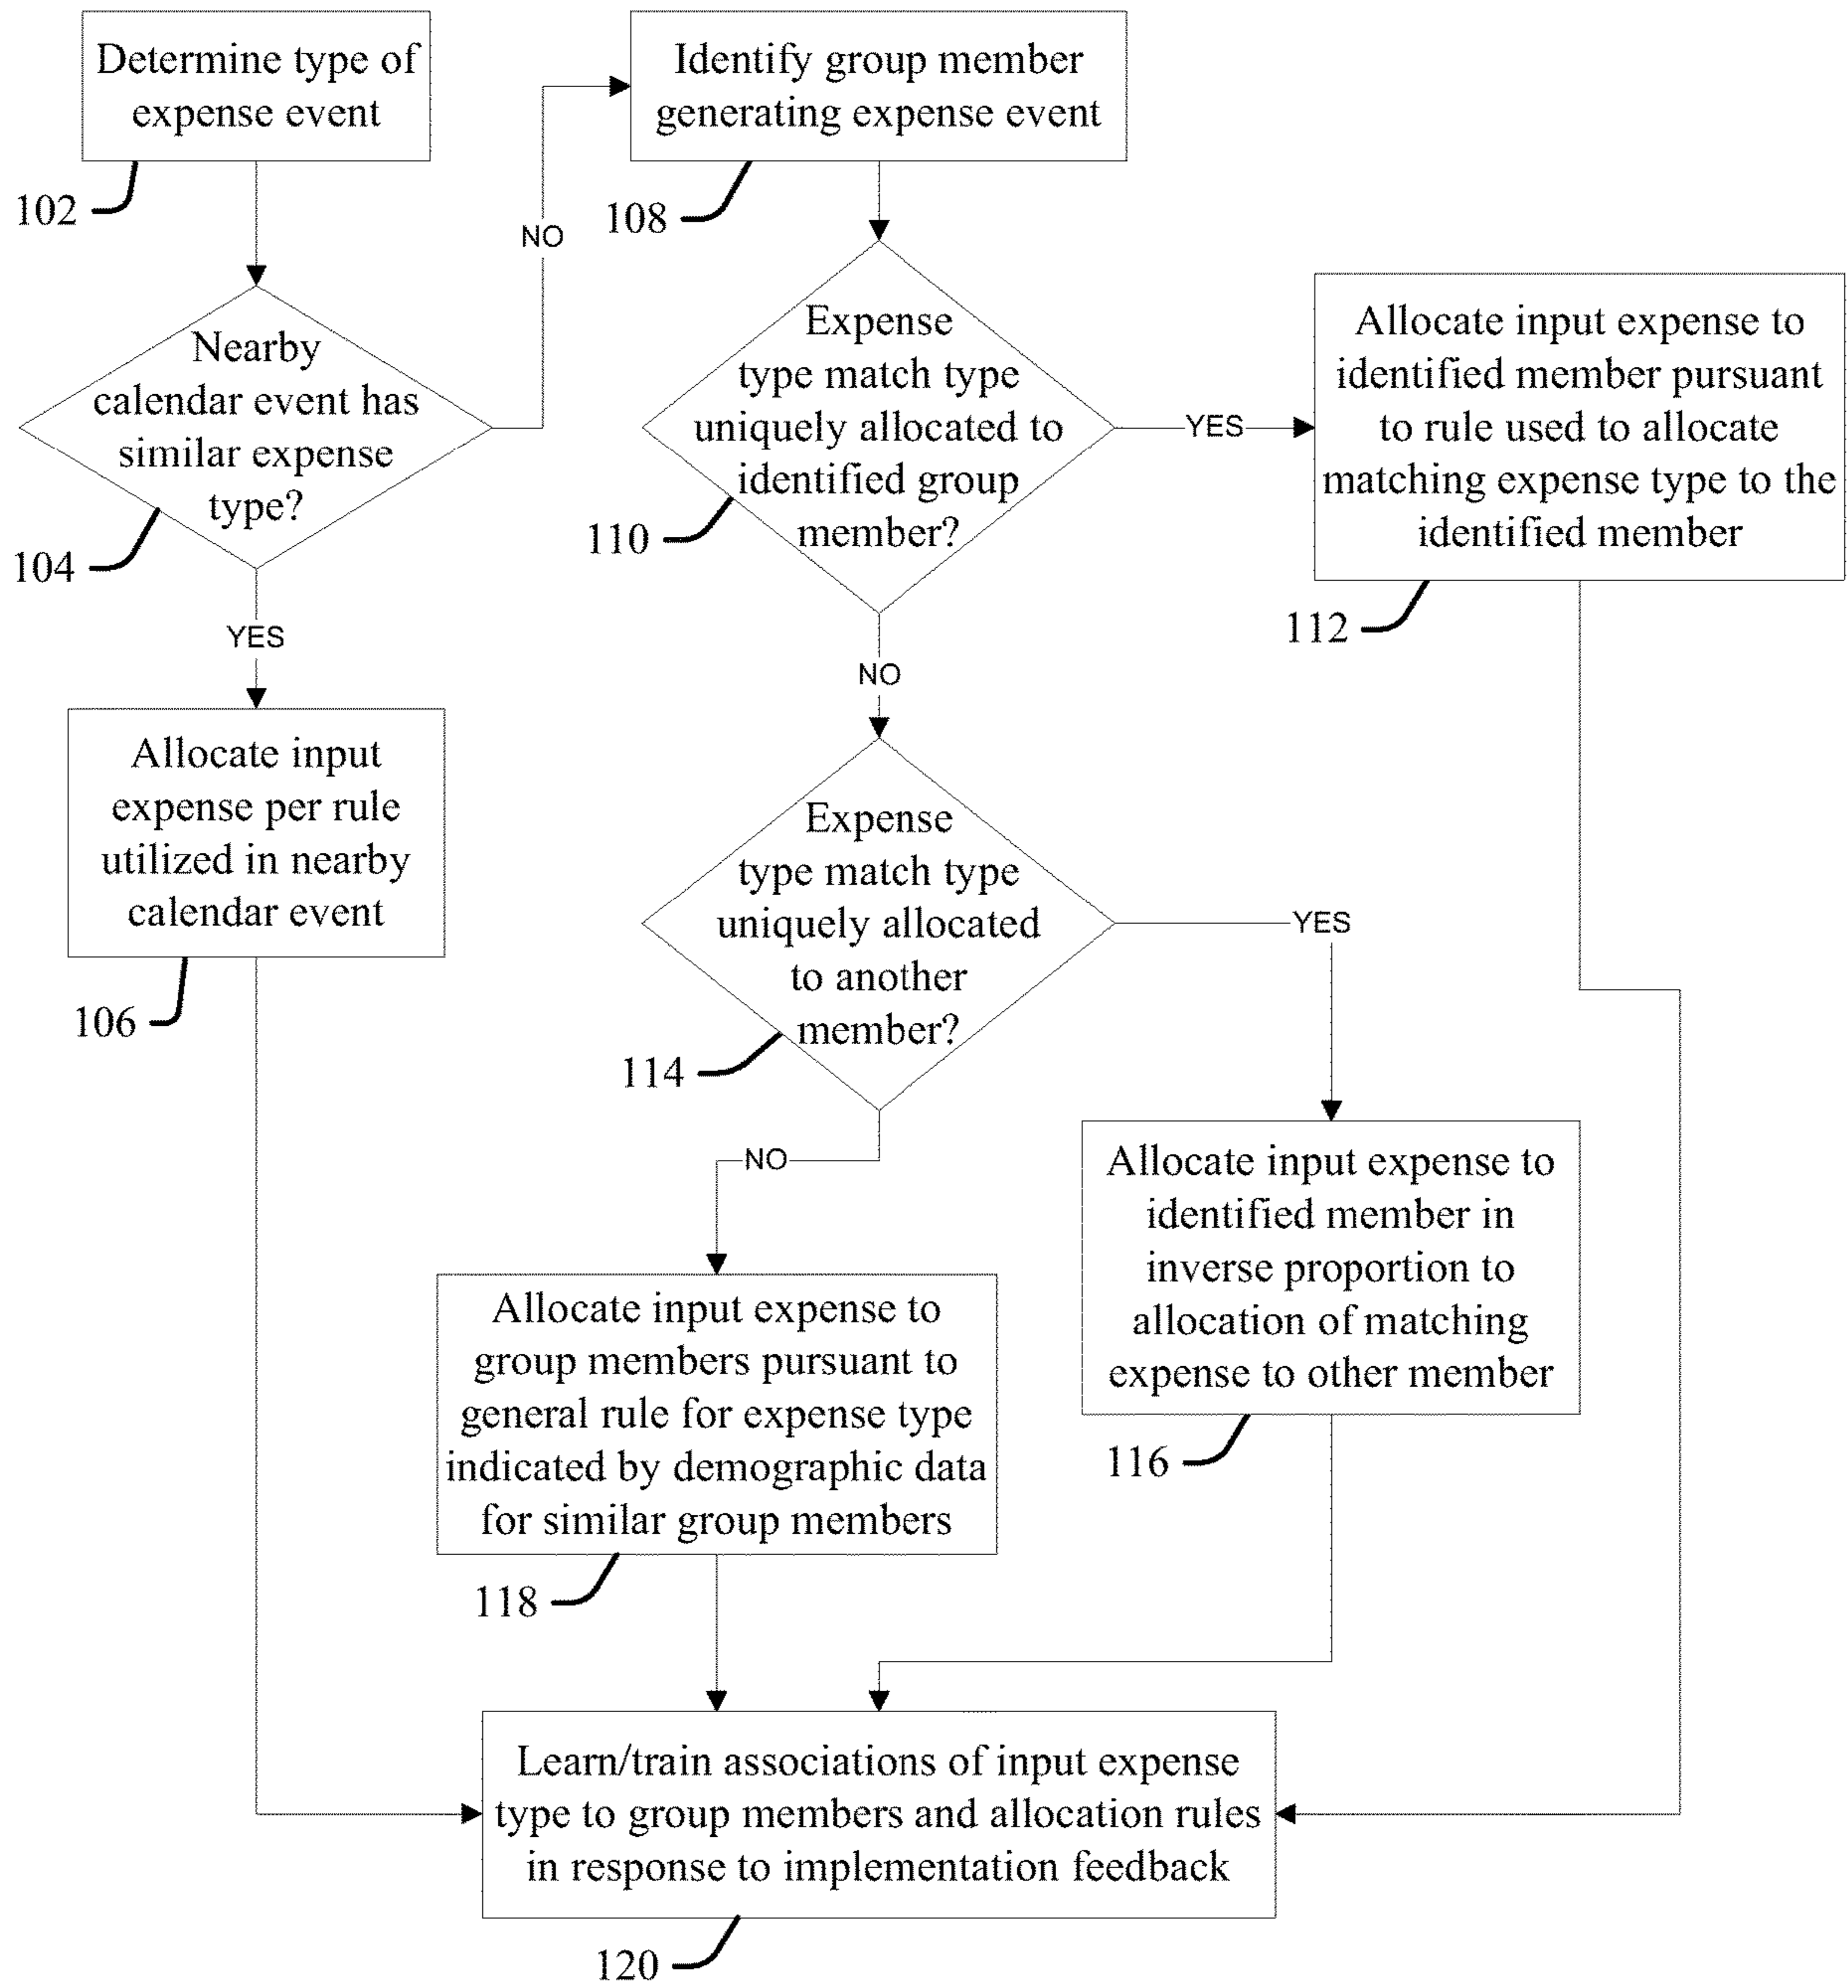 Determine type of
expense event
102
Nearby
calendar event has
similar expense
type?
104
NO
YES
Allocate input
expense per rule
utilized in nearby
calendar event
106
Identify group member
generating expense event
108
Expense
type match type
uniquely allocated to
identified group
member?
110
YES
Allocate input expense to
identified member pursuant
to rule used to allocate
matching expense type to the
identified member
112
NO
Expense
type match type
uniquely allocated
to another
member?
114
YES
Allocate input expense to
identified member in
inverse proportion to
allocation of matching
expense to other member
116
NO
Allocate input expense to
group members pursuant to
general rule for expense type
indicated by demographic data
for similar group members
118
Learn/train associations of input expense
type to group members and allocation rules
in response to implementation feedback
120